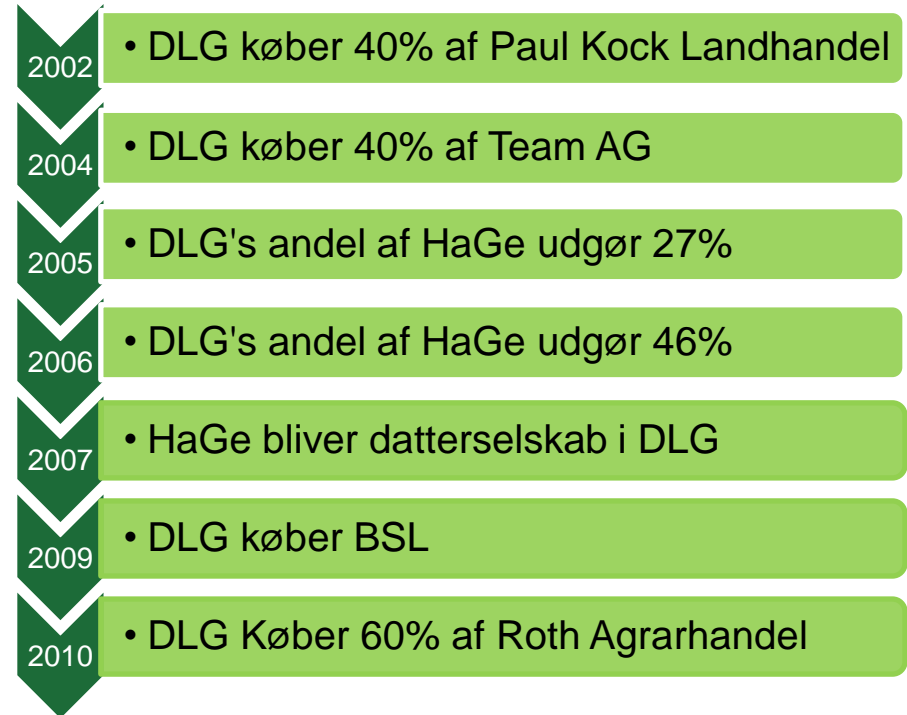 2002
• DLG køber 40% af Paul Kock Landhandel
2004
• DLG køber 40% af Team AG
2005
• DLG's andel af HaGe udgør 27%
2006
• DLG's andel af HaGe udgør 46%
2007
• HaGe bliver datterselskab i DLG
2009
• DLG køber BSL
2010
• DLG Køber 60% af Roth Agrarhandel